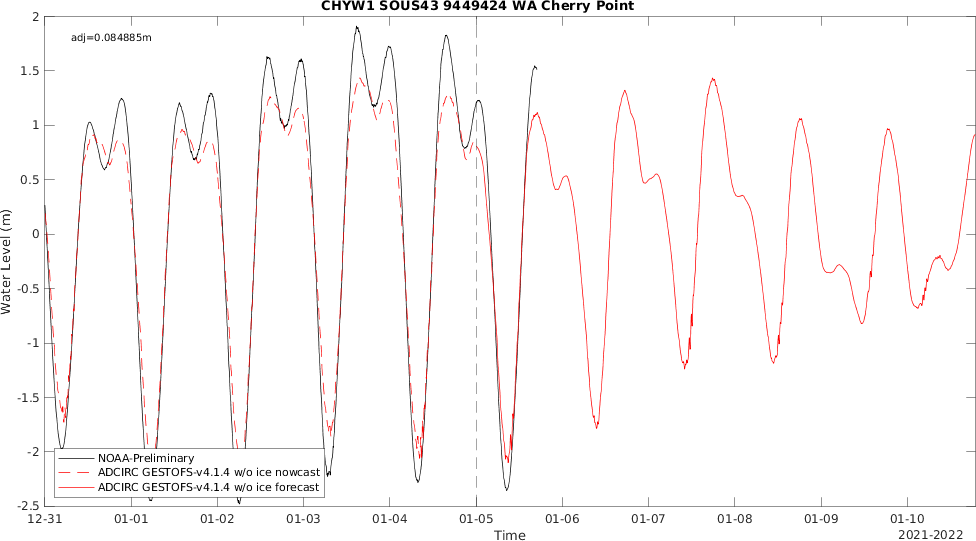 CHYW1 SOUS43 9449424 WA Cherry Point
adj=0.084885m
Water Level (m)
2
1.5
1
0.5
0
-0.5
-1
-1.5
-2
-2.5
NOAA-Preliminary
ADCIRC GESTOFS-v4.1.4 w/o ice nowcast
ADCIRC GESTOFS-v4.1.4 w/o ice forecast
12-31 01-01 01-02 01-03 01-04 01-05 01-06 01-07 01-08 01-09 01-10
Time
2021-2022